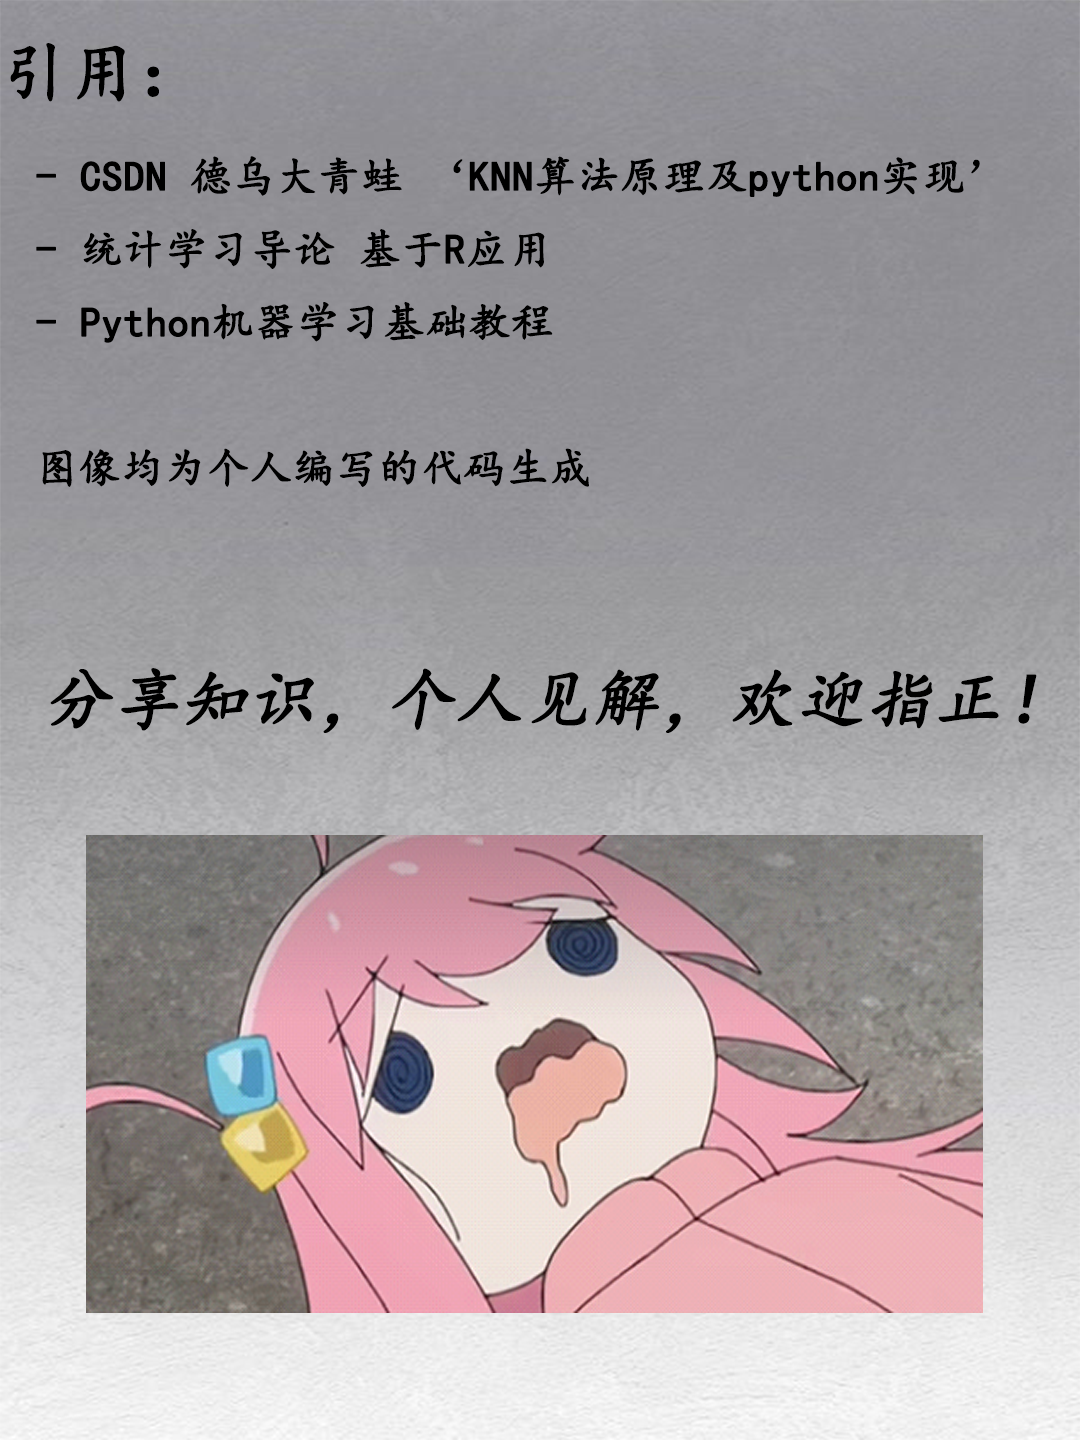 引用：
- CSDN 德乌大青蛙 ‘KNN算法原理及python实现’
- 统计学习导论 基于R应用
- Python机器学习基础教程
图像均为个人编写的代码生成
分享知识，个人见解，欢迎指正！